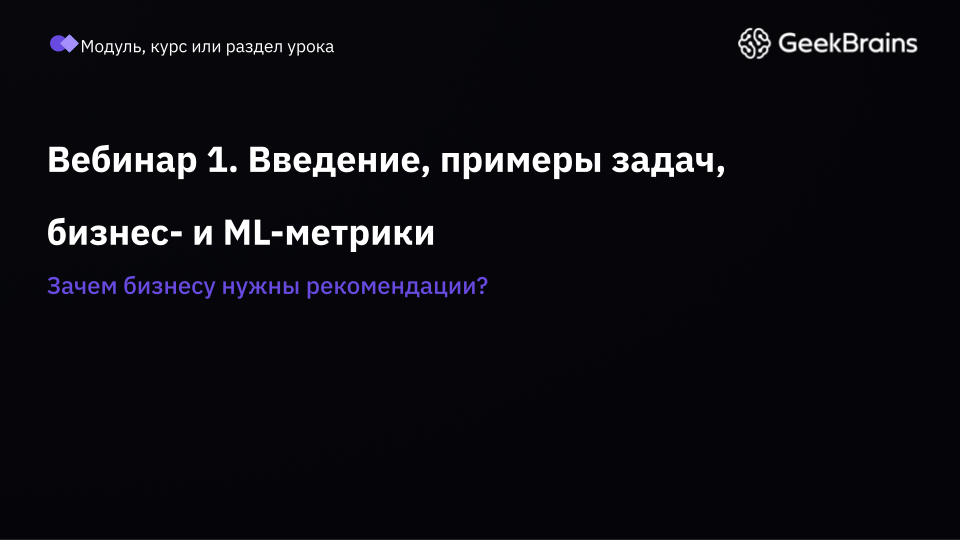 Модуль, курс или раздел урока
GeekBrains
Вебинар 1. Введение, примеры задач,
бизнес- и ML-метрики
Зачем бизнесу нужны рекомендации?